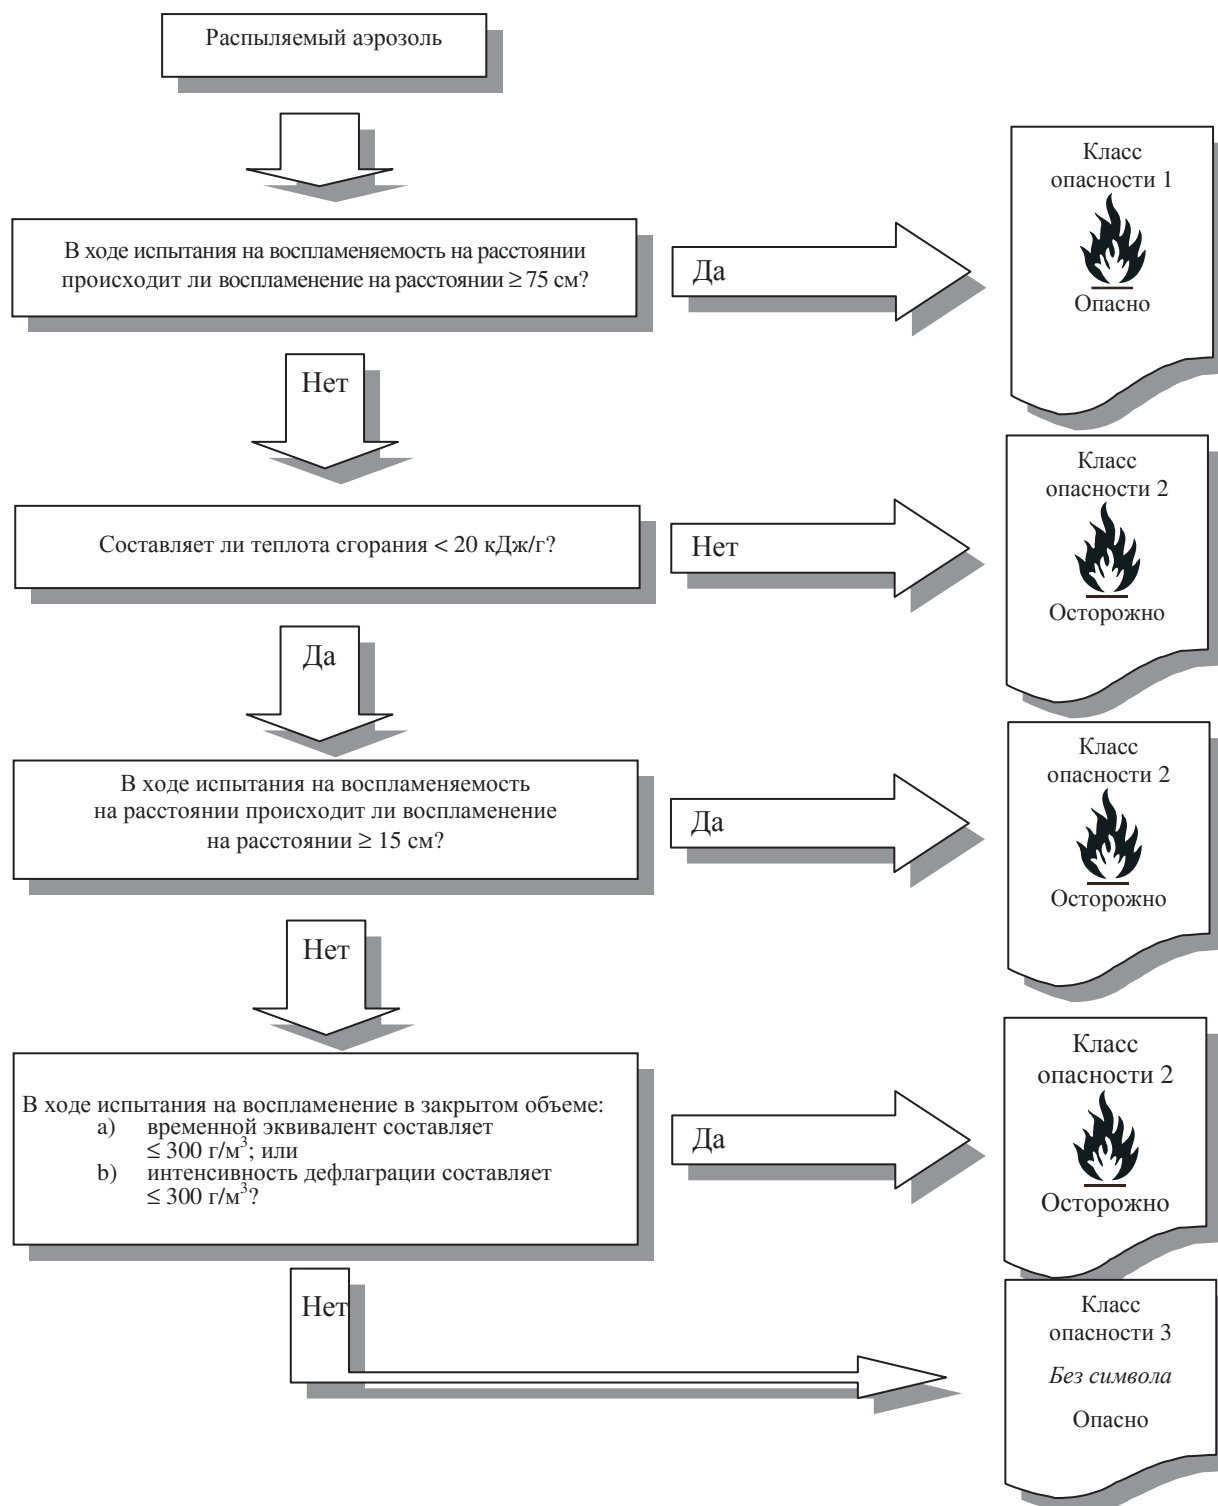 Распыляемый аэрозоль
В ходе испытания на воспламеняемость на расстоянии
происходит ли воспламенение на расстоянии ≥ 75 см?
Да
Класс
опасности 1
Опасно
Нет
Составляет ли теплота сгорания < 20 кДж/г?
Нет
Класс
опасности 2
Осторожно
Да
В ходе испытания на воспламеняемость
на расстоянии происходит ли воспламенение
на расстоянии ≥ 15 см?
Да
Класс
опасности 2
Осторожно
Нет
В ходе испытания на воспламенение в закрытом объеме:
a) временной эквивалент составляет
≤ 300 г/м³; или
b) интенсивность дефлаграции составляет
≤ 300 г/м³?
Да
Класс
опасности 2
Осторожно
Нет
Класс
опасности 3
Без символа
Опасно